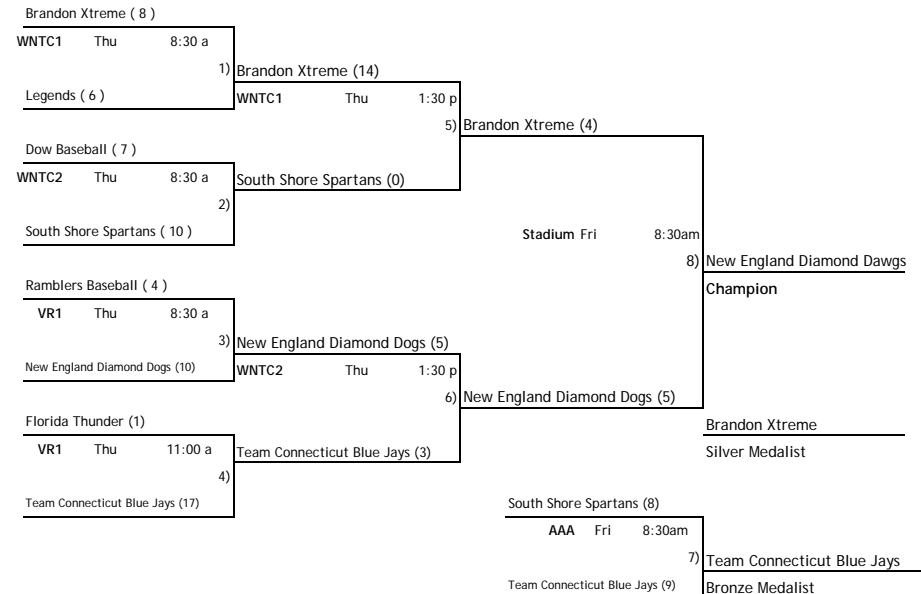 Brandon Xtreme ( 8 )
WNTC1 Thu 8:30 a
1) Brandon Xtreme (14)
Legends ( 6 )
WNTC1 Thu 1:30 p
5) Brandon Xtreme (4)
Dow Baseball ( 7 )
WNTC2 Thu 8:30 a
South Shore Spartans (0)
2)
South Shore Spartans ( 10 )
Stadium Fri 8:30am
8) New England Diamond Dawgs
Champion
Ramblers Baseball ( 4 )
VR1 Thu 8:30 a
3) New England Diamond Dogs (5)
New England Diamond Dogs (10)
WNTC2 Thu 1:30 p
6) New England Diamond Dogs (5)
Florida Thunder (1)
Brandon Xtreme
VR1 Thu 11:00 a
Team Connecticut Blue Jays (3)
Silver Medalist
4)
Team Connecticut Blue Jays (17)
South Shore Spartans (8)
AAA Fri 8:30am
7) Team Connecticut Blue Jays
Team Connecticut Blue Jays (9)
Bronze Medalist